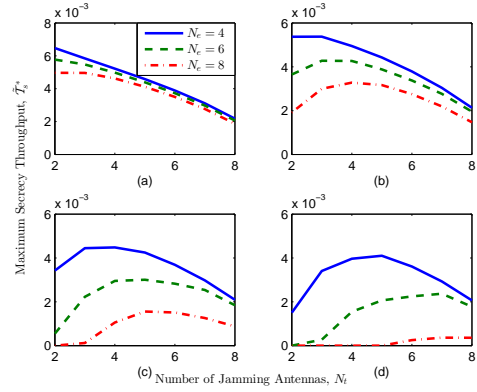 x 10^-3
8
6
4
2
0
2 4 6 8
(a)
N_e = 4
N_e = 6
N_e = 8
x 10^-3
6
4
2
0
2 4 6 8
(b)
x 10^-3
6
4
2
0
2 4 6 8
(c)
x 10^-3
6
4
2
0
2 4 6 8
(d)
Maximum Secrecy Throughput, \tilde{\mathcal{T}}_s^*
Number of Jamming Antennas, N_t